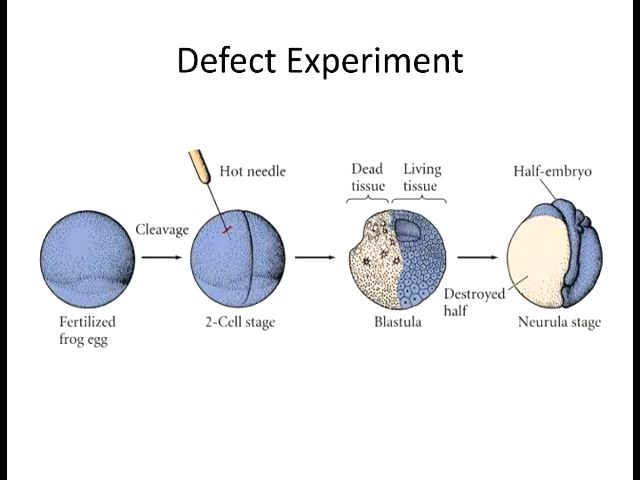 Defect Experiment
Hot needle
Dead
tissue
Living
tissue
Half-embryo
Cleavage
Destroyed
half
Fertilized
frog egg
2-Cell stage
Blastula
Neurula stage